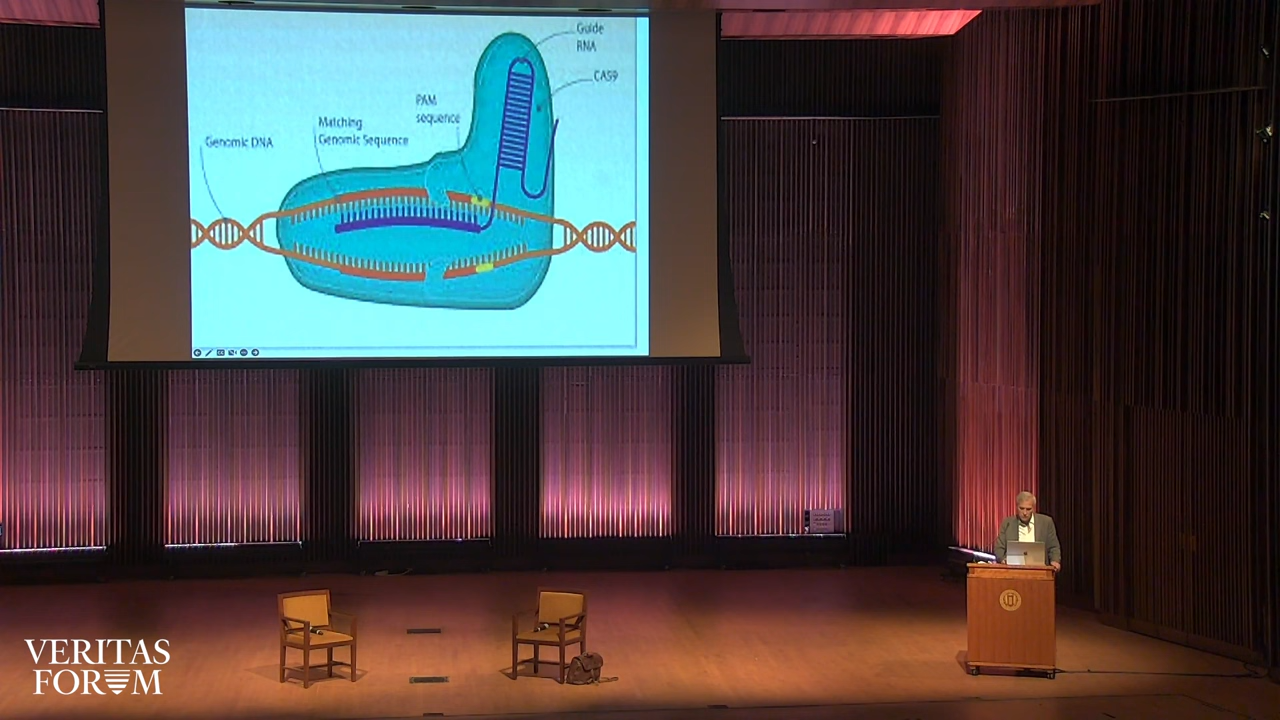 Guide
RNA
CAS9
PAM
sequence
Matching
Genomic Sequence
Genomic DNA
VERITAS
FORUM